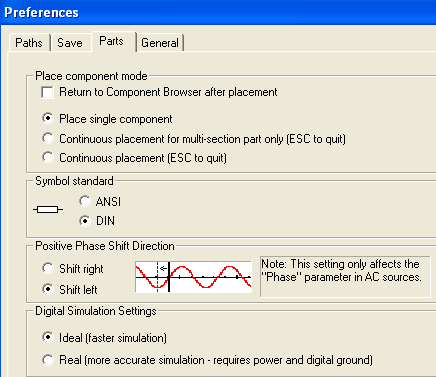 Preferences
Paths Save Parts General
Place component mode
Return to Component Browser after placement
Place single component
Continuous placement for multi-section part only (ESC to quit)
Continuous placement (ESC to quit)
Symbol standard
ANSI
DIN
Positive Phase Shift Direction
Shift right
Shift left
Note: This setting only affects the
"Phase" parameter in AC sources.
Digital Simulation Settings
Ideal (faster simulation)
Real (more accurate simulation - requires power and digital ground)